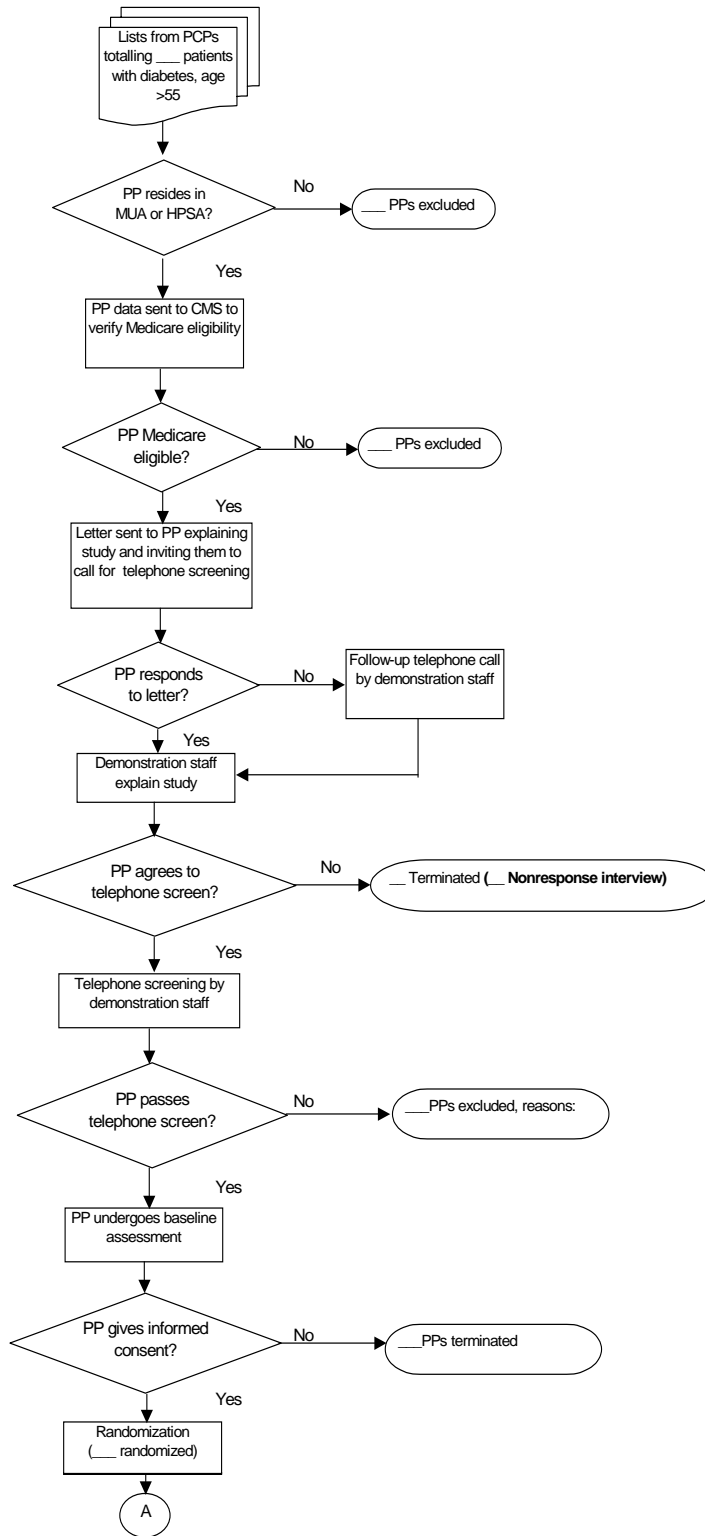 Lists from PCPs
totalling ___ patients
with diabetes, age
>55
PP resides in
MUA or HPSA?
No
___ PPs excluded
Yes
PP data sent to CMS to
verify Medicare eligibility
PP Medicare
eligible?
No
___ PPs excluded
Yes
Letter sent to PP explaining
study and inviting them to
call for telephone screening
PP responds
to letter?
No
Follow-up telephone call
by demonstration staff
Yes
Demonstration staff
explain study
PP agrees to
telephone screen?
No
__ Terminated (__ Nonresponse interview)
Yes
Telephone screening by
demonstration staff
PP passes
telephone screen?
No
___PPs excluded, reasons:
Yes
PP undergoes baseline
assessment
PP gives informed
consent?
No
___PPs terminated
Yes
Randomization
(___ randomized)
A